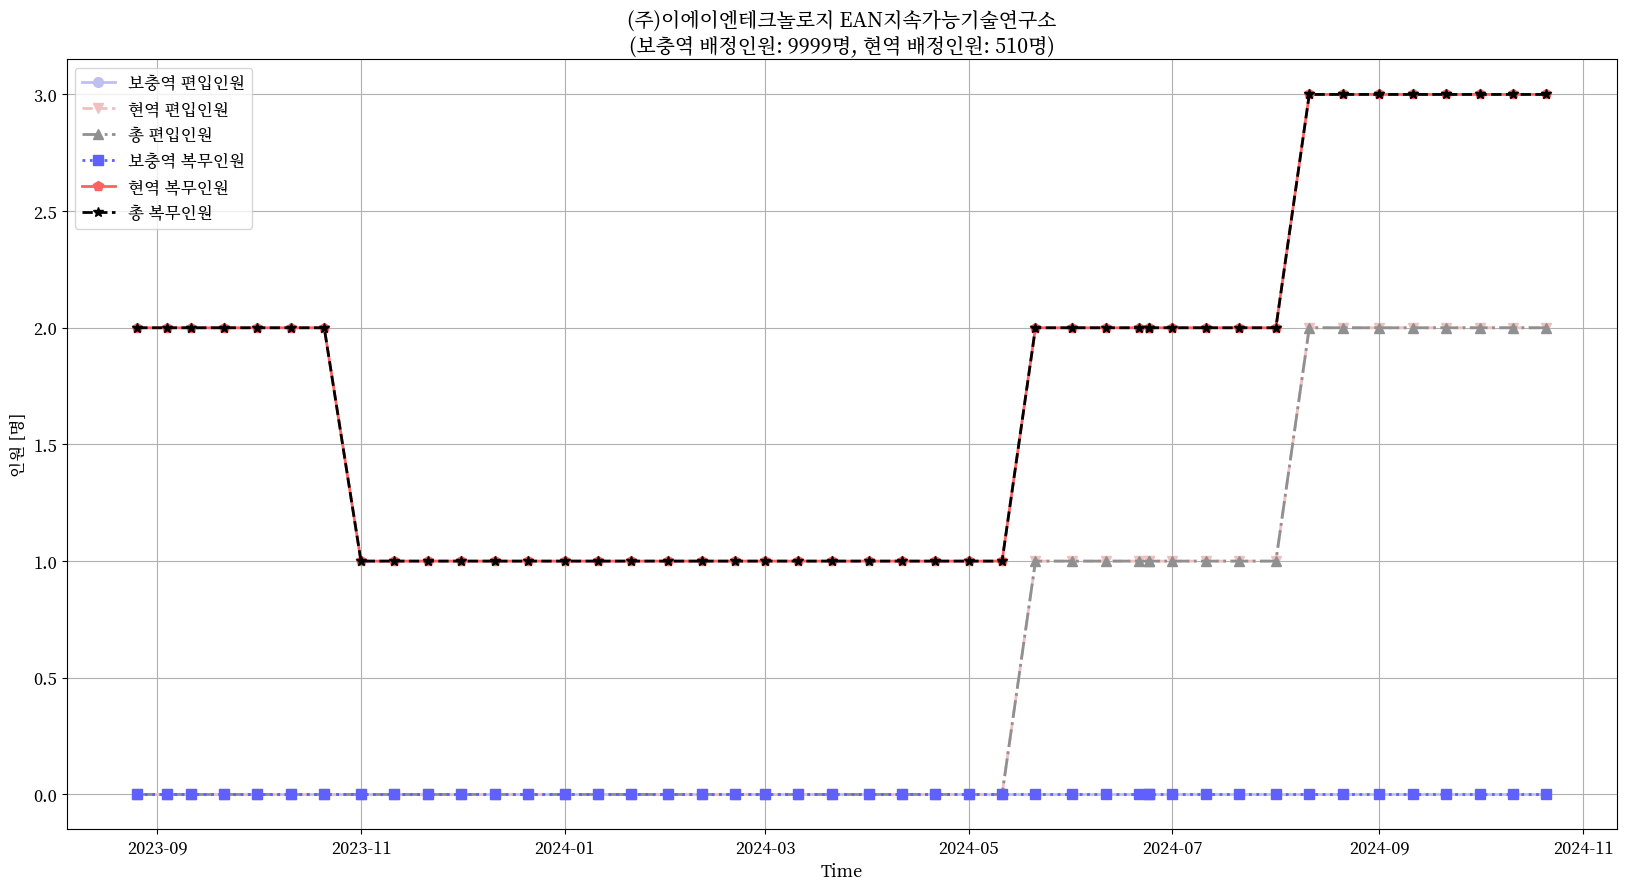 (주)이에이엔테크놀로지 EAN지속가능기술연구소
(보충역 배정인원: 9999명, 현역 배정인원: 510명)
보충역 편입인원
현역 편입인원
총 편입인원
보충역 복무인원
현역 복무인원
총 복무인원
3.0
2.5
2.0
1.5
1.0
0.5
0.0
인원 [명]
2023-09 2023-11 2024-01 2024-03 2024-05 2024-07 2024-09 2024-11
Time